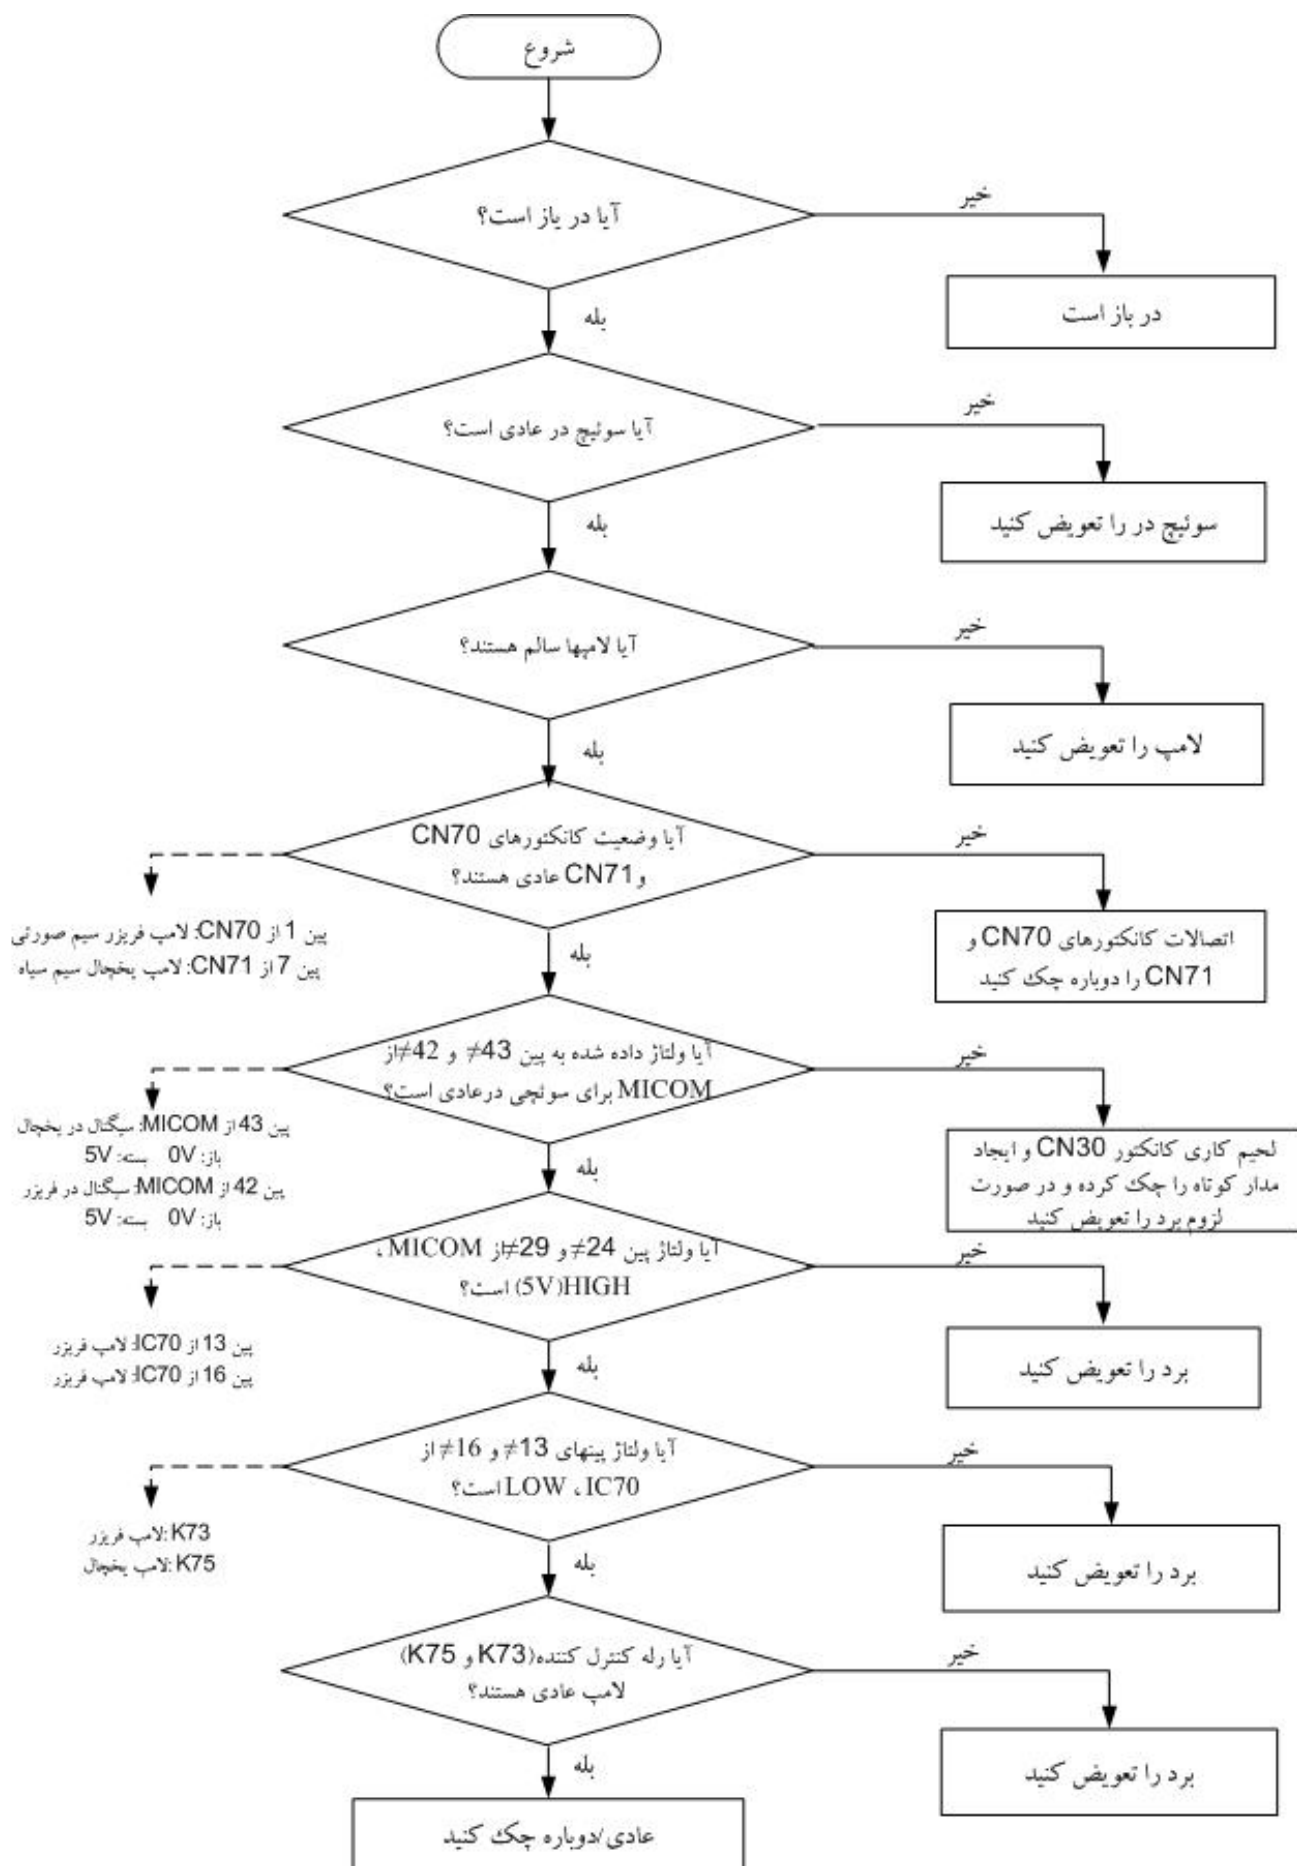 شروع
آیا در باز است؟
خیر
در باز است
بله
آیا سوئیچ در عادی است؟
خیر
سوئیچ در را تعویض کنید
بله
آیا لامپها سالم هستند؟
خیر
لامپ را تعویض کنید
بله
آیا وضعیت کانکتورهای CN70
و CN71 عادی هستند؟
خیر
اتصالات کانکتورهای CN70 و
CN71 را دوباره چک کنید
پین 1 از CN70: لامپ فریزر سیم صورتی
پین 7 از CN71: لامپ یخچال سیم سیاه
بله
آیا ولتاژ داده شده به پین 43≠ و 42≠از
MICOM برای سوئچی درعادی است؟
خیر
لحیم کاری کانکتور CN30 و ایجاد
مدار کوتاه را چک کرده و در صورت
لزوم برد را تعویض کنید
پین 43 از MICOM: سیگنال در یخچال
باز: 0V بسته: 5V
پین 42 از MICOM: سیگنال در فریزر
باز: 0V بسته: 5V
بله
آیا ولتاژ پین 24≠ و 29≠از MICOM ،
HIGH(5V) است؟
خیر
برد را تعویض کنید
پین 13 از IC70: لامپ فریزر
پین 16 از IC70: لامپ فریزر
بله
آیا ولتاژ پینهای 13≠ و 16≠ از
IC70 ، LOW است؟
خیر
برد را تعویض کنید
K73: لامپ فریزر
K75: لامپ یخچال
بله
آیا رله کنترل کننده(K73 و K75)
لامپ عادی هستند؟
خیر
برد را تعویض کنید
بله
عادی/دوباره چک کنید